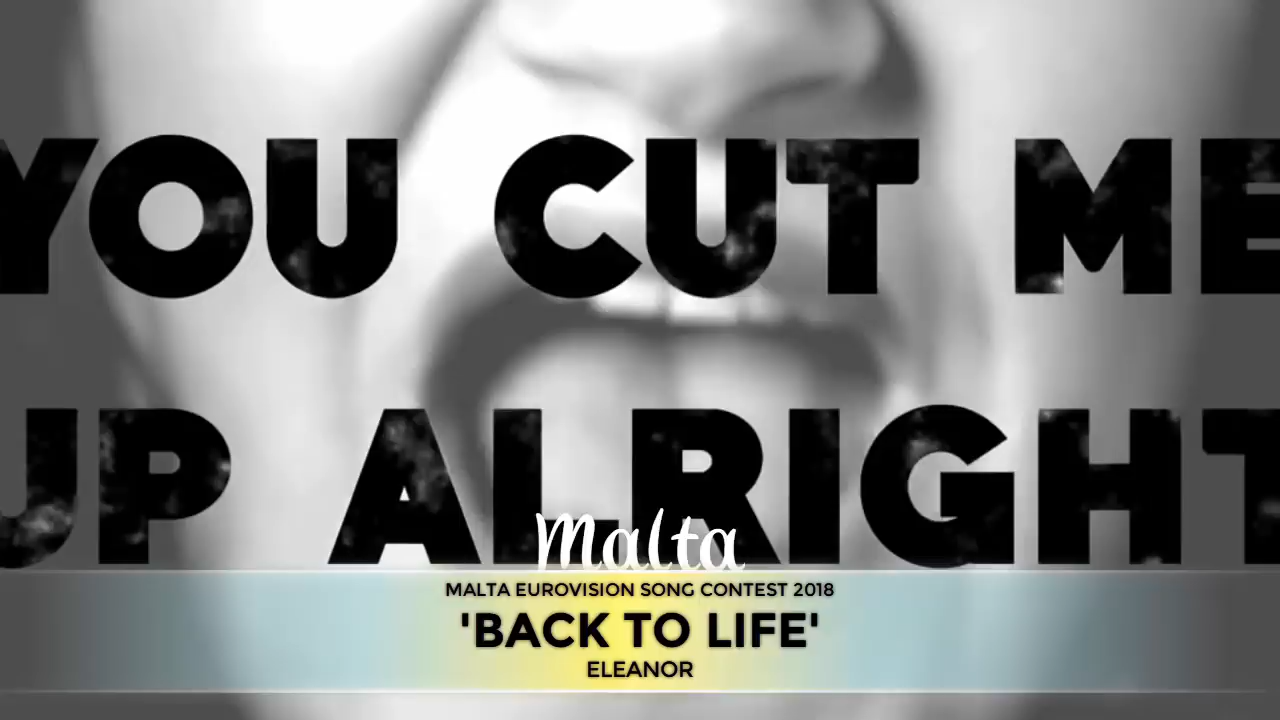 YOU CUT ME
UP ALRIGHT
Malta
MALTA EUROVISION SONG CONTEST 2018
'BACK TO LIFE'
ELEANOR